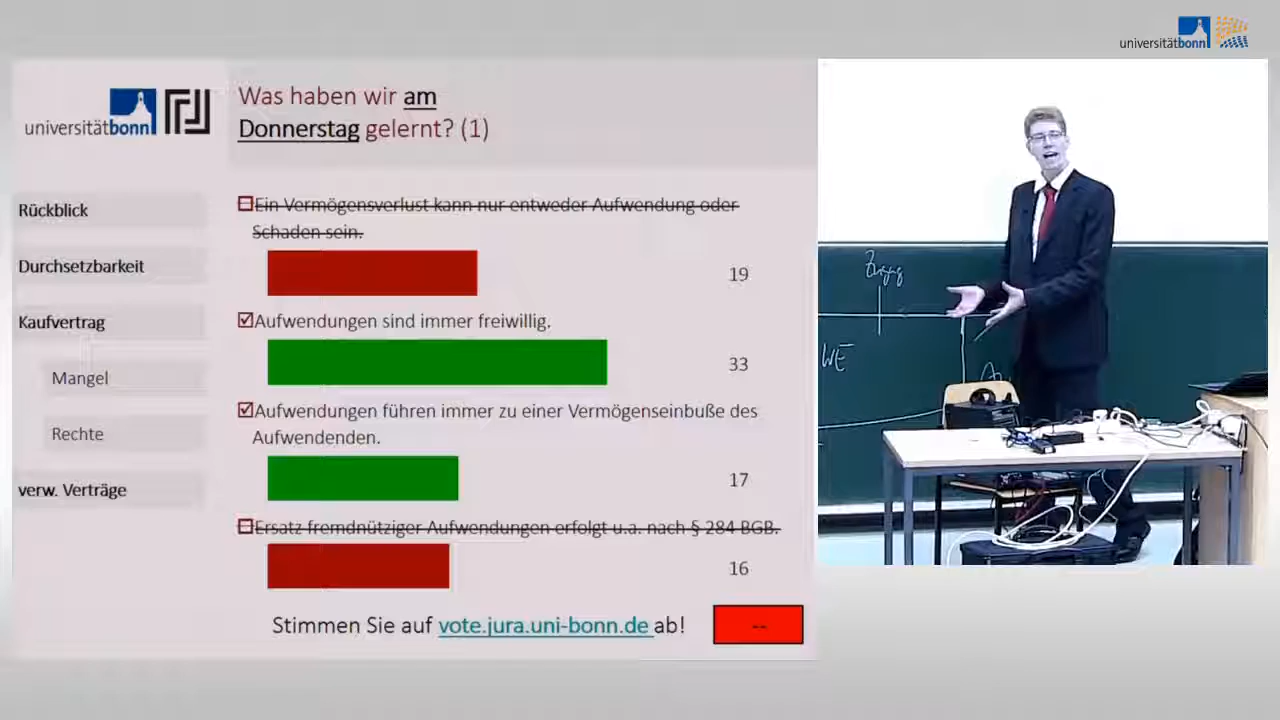 universitätbonn
universitätbonn
Was haben wir am
Donnerstag gelernt? (1)
Rückblick
Durchsetzbarkeit
Kaufvertrag
Mangel
Rechte
verw. Verträge
Ein Vermögensverlust kann nur entweder Aufwendung oder
Schaden sein.
19
Aufwendungen sind immer freiwillig.
33
Aufwendungen führen immer zu einer Vermögenseinbuße des
Aufwendenden.
17
Ersatz fremdnütziger Aufwendungen erfolgt u.a. nach § 284 BGB.
16
Stimmen Sie auf vote.jura.uni-bonn.de ab!
--
WE